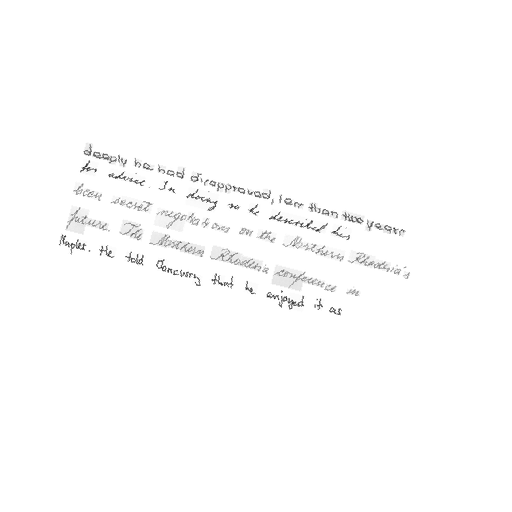 deeply he had disapproved, less than two years
for advice. In doing so he described his
been secret negotiations on the Northern Rhodesia's
future. The Northern Rhodesia conference in
Naples. He told Sanctury that he enjoyed it as